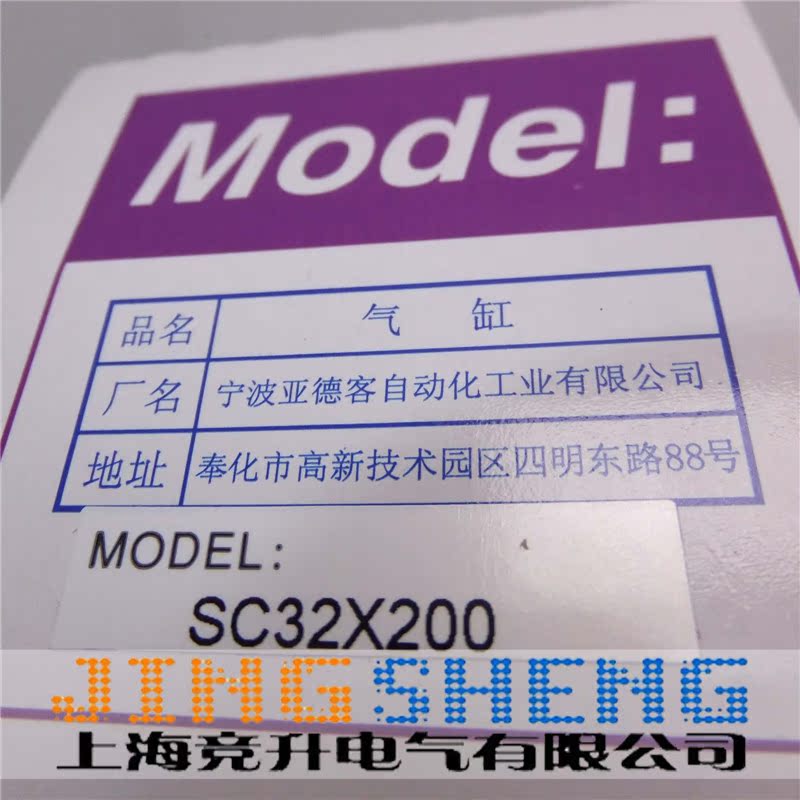 Model:
品名 气 缸
厂名 宁波亚德客自动化工业有限公司
地址 奉化市高新技术园区四明东路88号
MODEL:
SC32X200
JINGSHENG
上海竞升电气有限公司